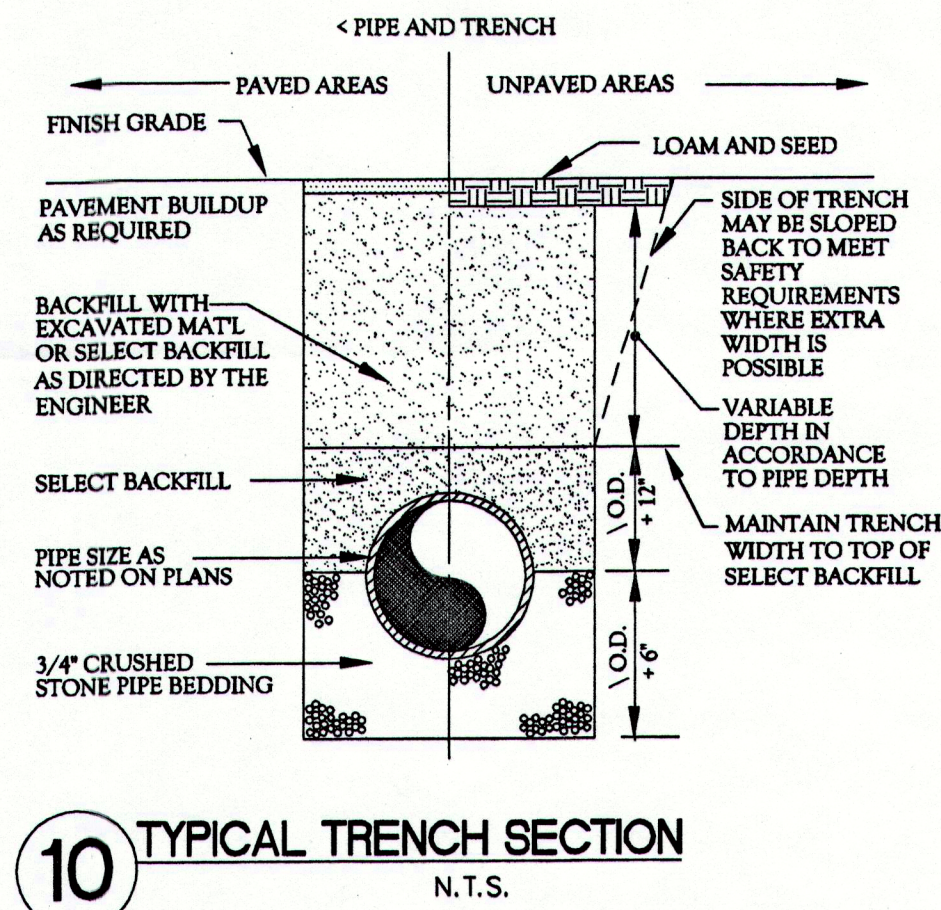 < PIPE AND TRENCH
PAVED AREAS
UNPAVED AREAS
FINISH GRADE
LOAM AND SEED
PAVEMENT BUILDUP
AS REQUIRED
SIDE OF TRENCH
MAY BE SLOPED
BACK TO MEET
SAFETY
REQUIREMENTS
WHERE EXTRA
WIDTH IS
POSSIBLE
BACKFILL WITH
EXCAVATED MAT'L
OR SELECT BACKFILL
AS DIRECTED BY THE
ENGINEER
VARIABLE
DEPTH IN
ACCORDANCE
TO PIPE DEPTH
SELECT BACKFILL
\ O.D.
+ 12"
MAINTAIN TRENCH
WIDTH TO TOP OF
SELECT BACKFILL
PIPE SIZE AS
NOTED ON PLANS
\ O.D.
+ 6"
3/4" CRUSHED
STONE PIPE BEDDING
10 TYPICAL TRENCH SECTION
N.T.S.